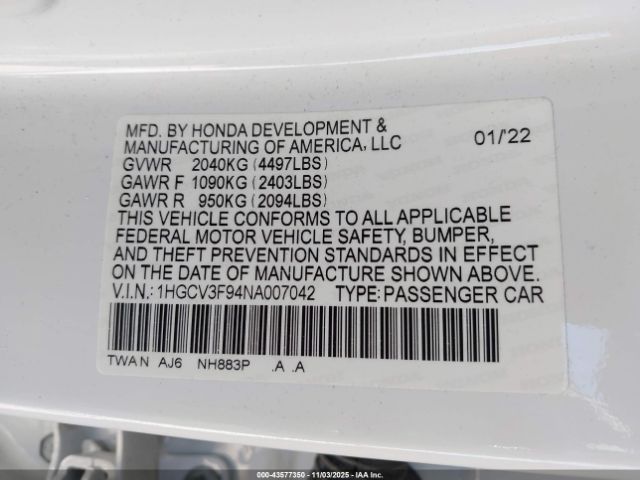 MFD. BY HONDA DEVELOPMENT &
MANUFACTURING OF AMERICA, LLC 01/22
GVWR 2040KG (4497LBS)
GAWR F 1090KG (2403LBS)
GAWR R 950KG (2094LBS)
THIS VEHICLE CONFORMS TO ALL APPLICABLE
FEDERAL MOTOR VEHICLE SAFETY, BUMPER,
AND THEFT PREVENTION STANDARDS IN EFFECT
ON THE DATE OF MANUFACTURE SHOWN ABOVE.
V.I.N.: 1HGCV3F94NA007042 TYPE: PASSENGER CAR
TWAN AJ6 NH883P .A .A
© - 43577350 - 11/03/2025 - IAA Inc.